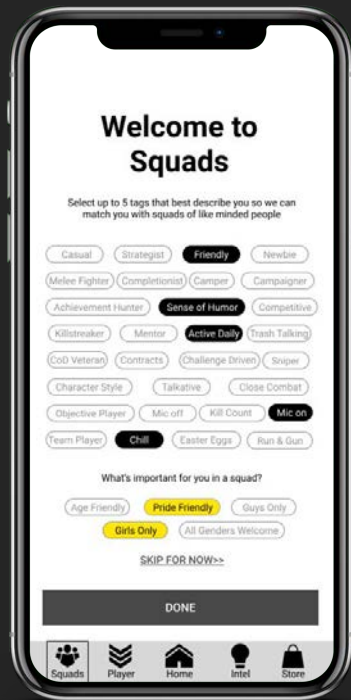 Welcome to
Squads
Select up to 5 tags that best describe you so we can
match you with squads of like minded people
Casual Strategist Friendly Newbie
Melee Fighter Completionist Camper Campaigner
Achievement Hunter Sense of Humor Competitive
Killstreaker Mentor Active Daily Trash Talking
CoD Veteran Contracts Challenge Driven Sniper
Character Style Talkative Close Combat
Objective Player Mic off Kill Count Mic on
Team Player Chill Easter Eggs Run & Gun
What's important for you in a squad?
Age Friendly Pride Friendly Guys Only
Girls Only All Genders Welcome
SKIP FOR NOW>>
DONE
Squads Player Home Intel Store